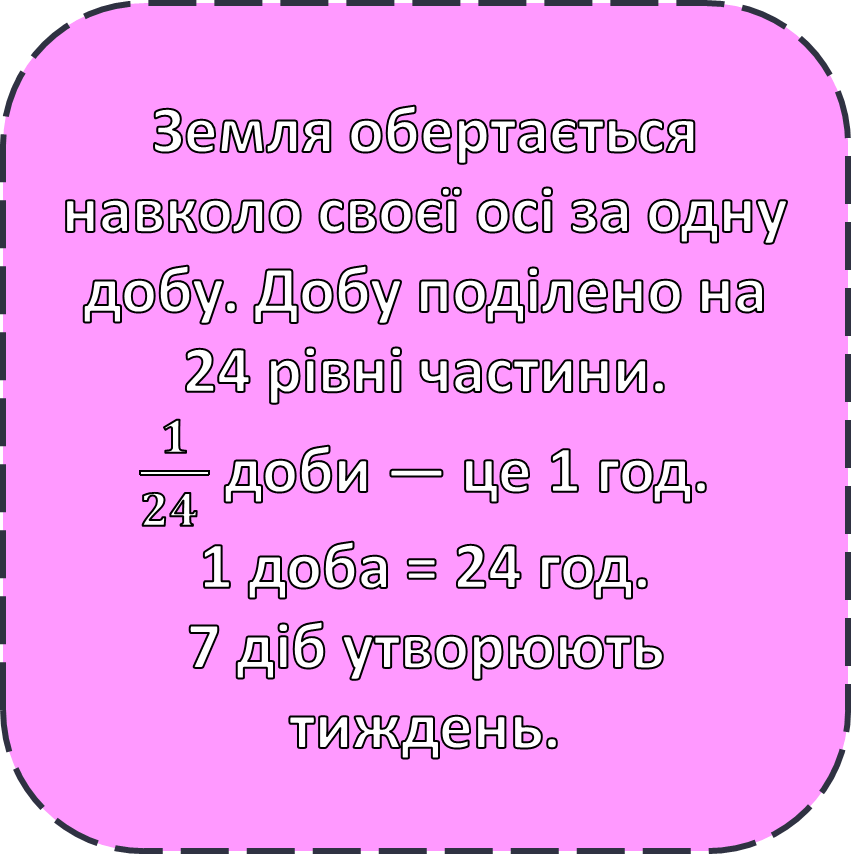 Земля обертається
навколо своєї осі за одну
добу. Добу поділено на
24 рівні частини.
1/24 доби — це 1 год.
1 доба = 24 год.
7 діб утворюють
тиждень.